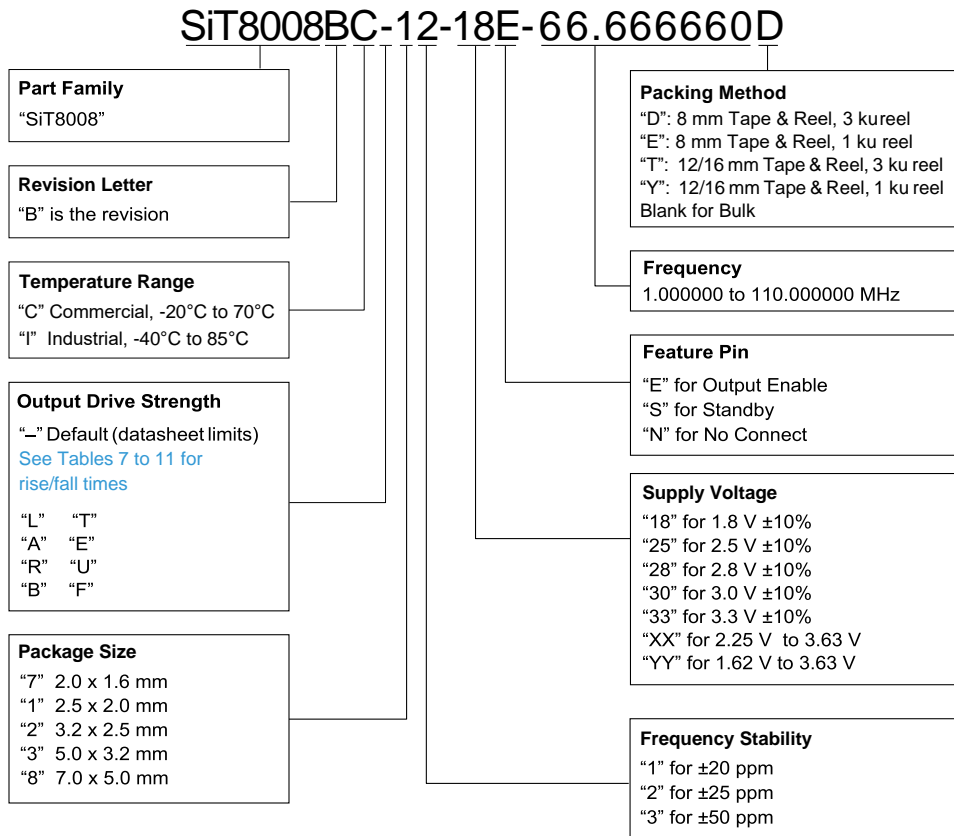 SiT8008BC-12-18E-66.666660D
Part Family
“SiT8008”
Revision Letter
“B” is the revision
Temperature Range
“C” Commercial, -20°C to 70°C
“I” Industrial, -40°C to 85°C
Output Drive Strength
“–” Default (datasheet limits)
See Tables 7 to 11 for
rise/fall times
“L” “T”
“A” “E”
“R” “U”
“B” “F”
Package Size
“7” 2.0 x 1.6 mm
“1” 2.5 x 2.0 mm
“2” 3.2 x 2.5 mm
“3” 5.0 x 3.2 mm
“8” 7.0 x 5.0 mm
Packing Method
“D”: 8 mm Tape & Reel, 3 ku reel
“E”: 8 mm Tape & Reel, 1 ku reel
“T”: 12/16 mm Tape & Reel, 3 ku reel
“Y”: 12/16 mm Tape & Reel, 1 ku reel
Blank for Bulk
Frequency
1.000000 to 110.000000 MHz
Feature Pin
“E” for Output Enable
“S” for Standby
“N” for No Connect
Supply Voltage
“18” for 1.8 V ±10%
“25” for 2.5 V ±10%
“28” for 2.8 V ±10%
“30” for 3.0 V ±10%
“33” for 3.3 V ±10%
“XX” for 2.25 V to 3.63 V
“YY” for 1.62 V to 3.63 V
Frequency Stability
“1” for ±20 ppm
“2” for ±25 ppm
“3” for ±50 ppm